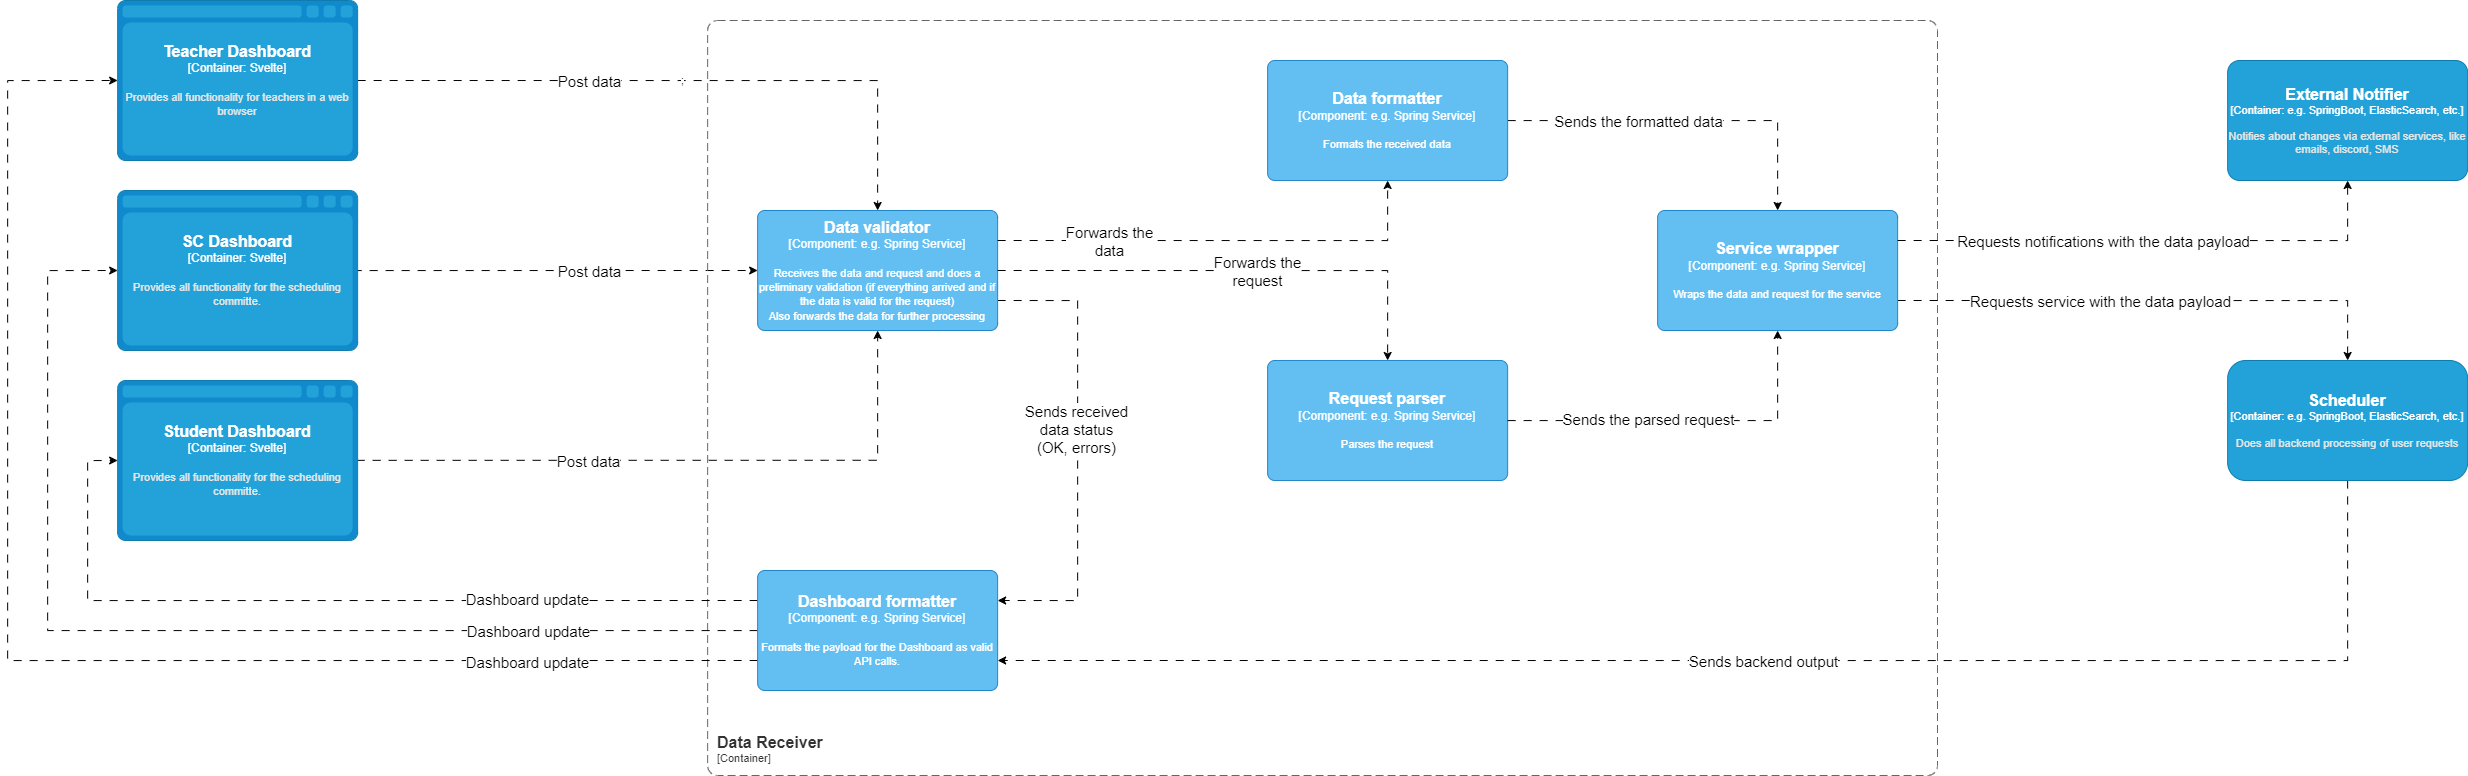 Teacher Dashboard
[Container: Svelte]
Provides all functionality for teachers in a web
browser
SC Dashboard
[Container: Svelte]
Provides all functionality for the scheduling
committe.
Student Dashboard
[Container: Svelte]
Provides all functionality for the scheduling
committe.
Post data
Post data
Post data
Dashboard update
Dashboard update
Dashboard update
Data validator
[Component: e.g. Spring Service]
Receives the data and request and does a
preliminary validation (if everything arrived and if
the data is valid for the request)
Also forwards the data for further processing
Forwards the
data
Forwards the
request
Sends received
data status
(OK, errors)
Dashboard formatter
[Component: e.g. Spring Service]
Formats the payload for the Dashboard as valid
API calls.
Data formatter
[Component: e.g. Spring Service]
Formats the received data
Request parser
[Component: e.g. Spring Service]
Parses the request
Sends the formatted data
Sends the parsed request
Service wrapper
[Component: e.g. Spring Service]
Wraps the data and request for the service
Requests notifications with the data payload
Requests service with the data payload
Sends backend output
External Notifier
[Container: e.g. SpringBoot, ElasticSearch, etc.]
Notifies about changes via external services, like
emails, discord, SMS
Scheduler
[Container: e.g. SpringBoot, ElasticSearch, etc.]
Does all backend processing of user requests
Data Receiver
[Container]